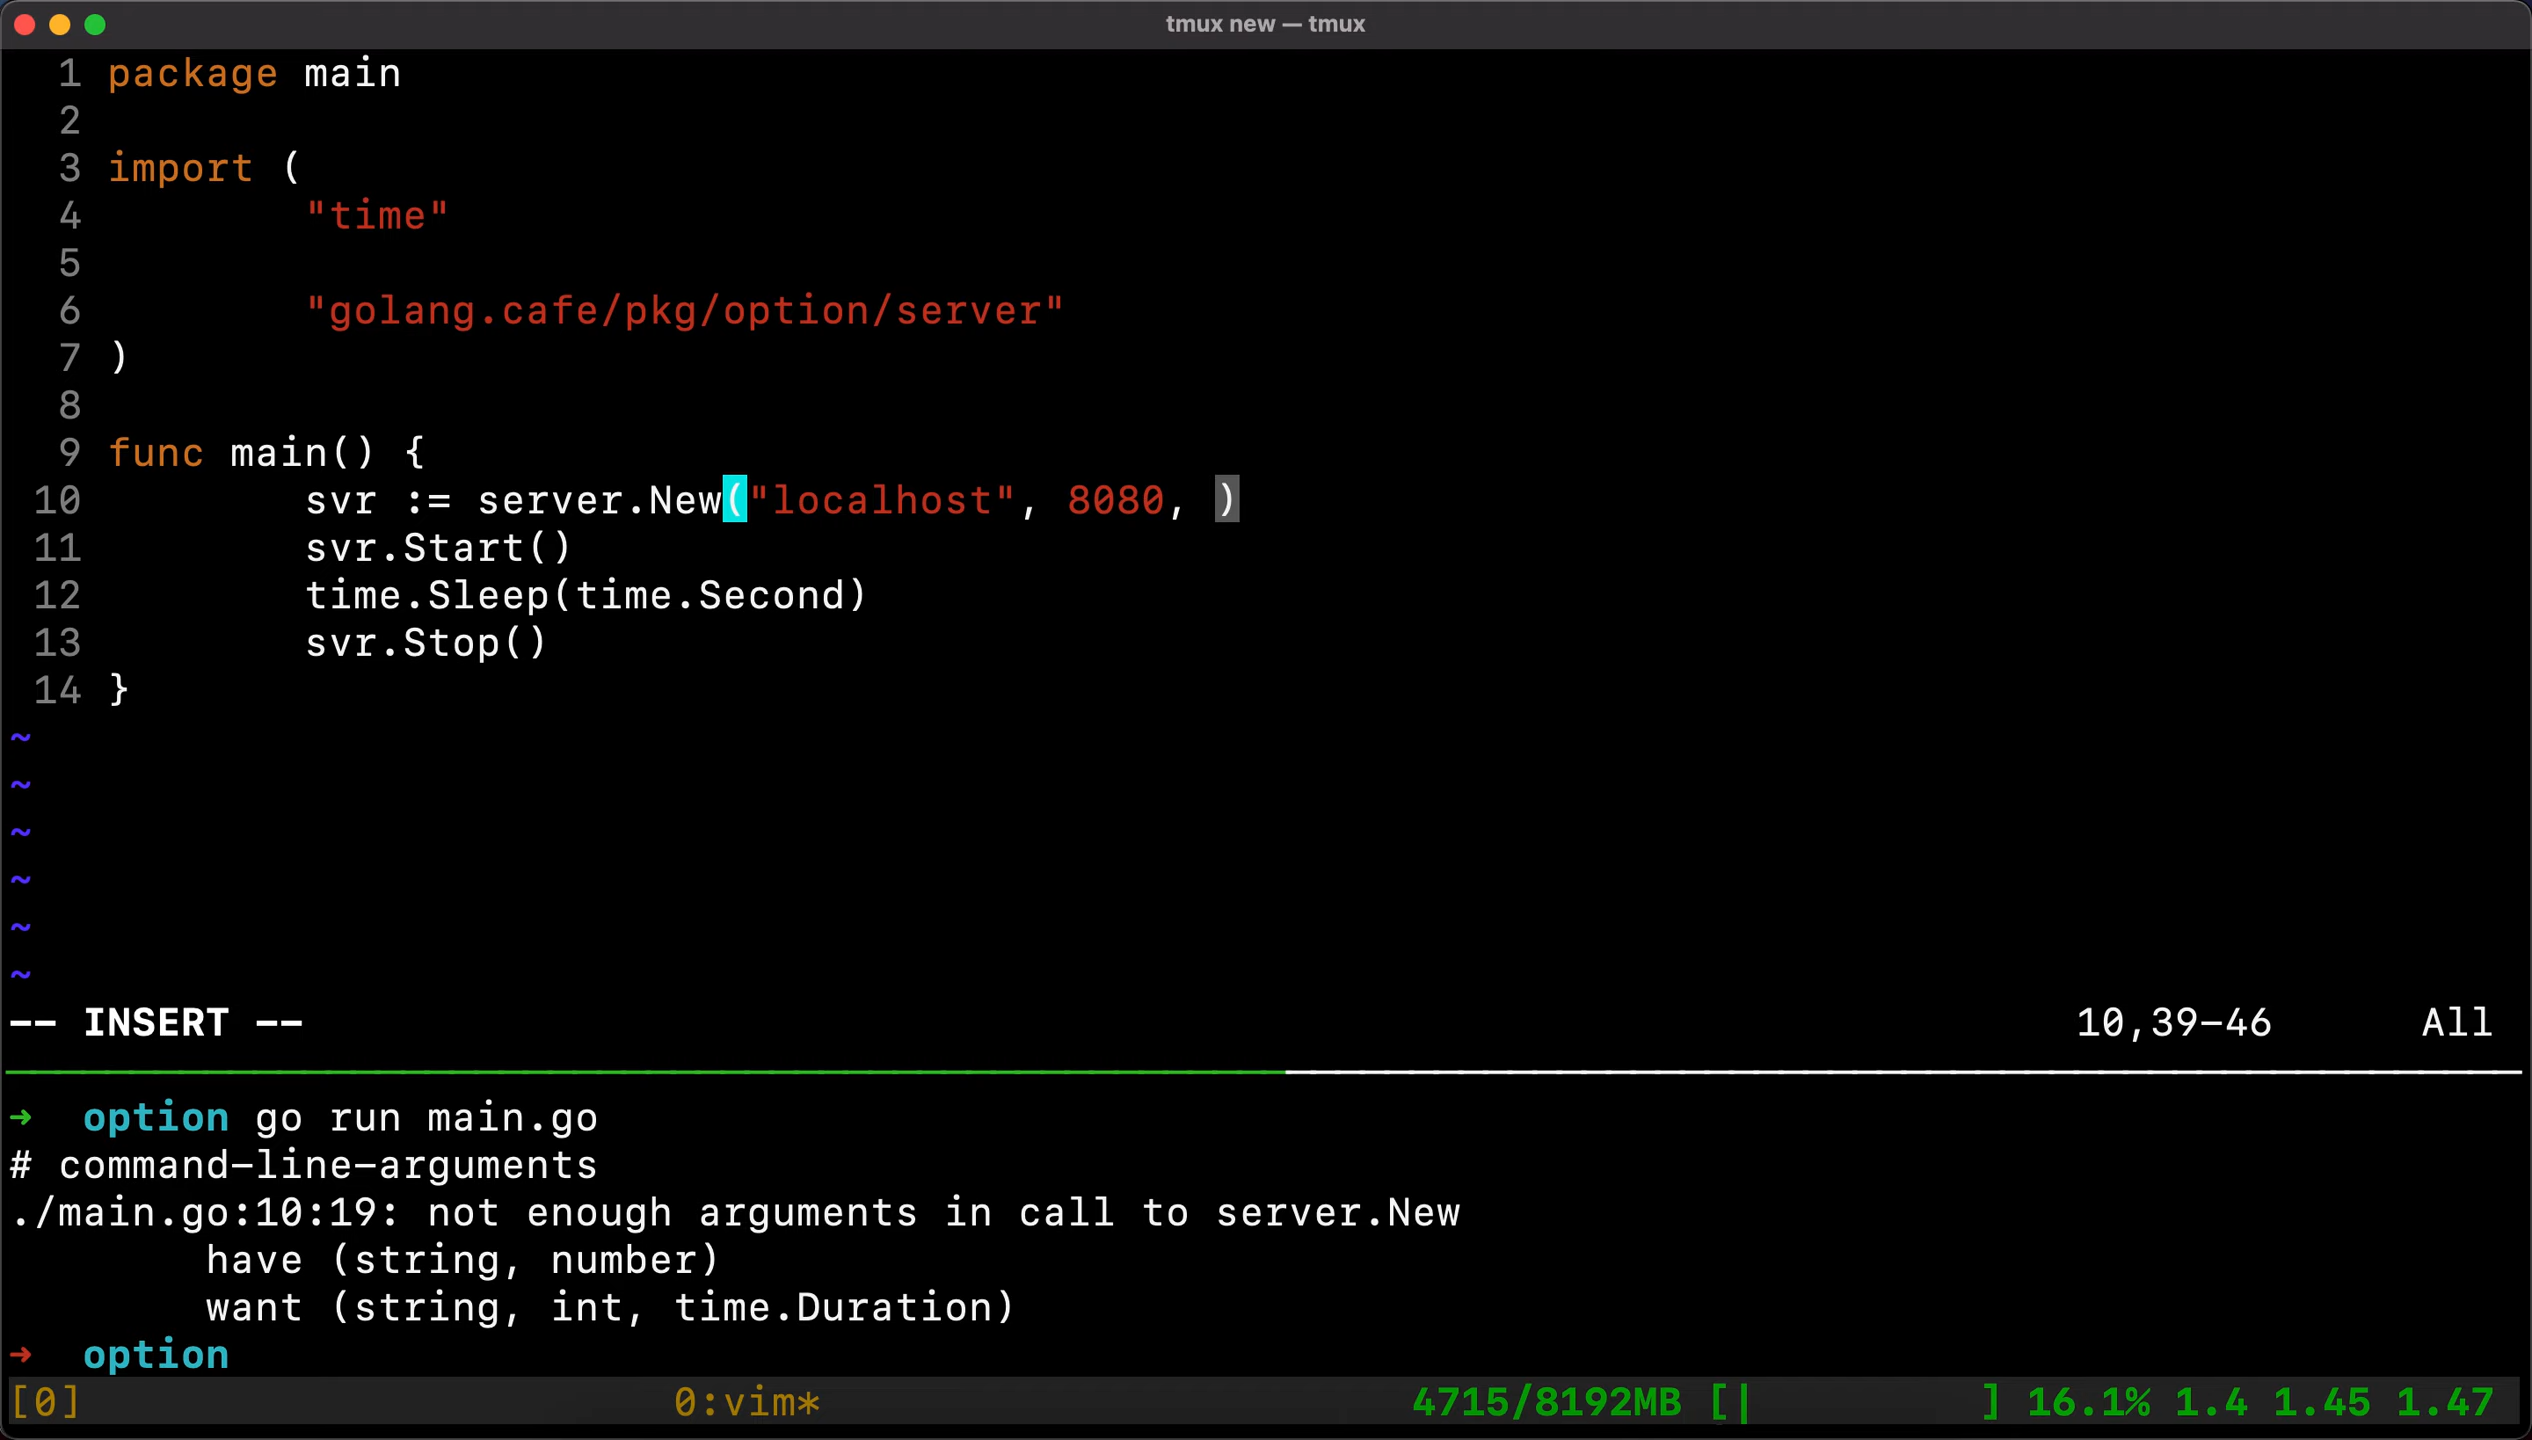 tmux new — tmux
1 package main
2
3 import (
4         "time"
5
6         "golang.cafe/pkg/option/server"
7 )
8
9 func main() {
10         svr := server.New("localhost", 8080, )
11         svr.Start()
12         time.Sleep(time.Second)
13         svr.Stop()
14 }
~
~
~
~
~
~
-- INSERT --                                                                        10,39-46      All
→  option go run main.go
# command-line-arguments
./main.go:10:19: not enough arguments in call to server.New
        have (string, number)
        want (string, int, time.Duration)
→  option
[0]                        0:vim*                        4715/8192MB [|         ] 16.1% 1.4 1.45 1.47